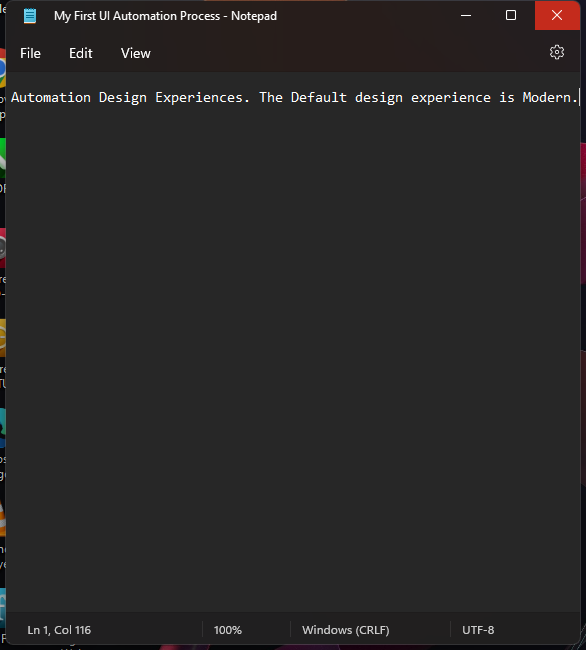 My First UI Automation Process - Notepad
File Edit View
Automation Design Experiences. The Default design experience is Modern.
Ln 1, Col 116 100% Windows (CRLF) UTF-8